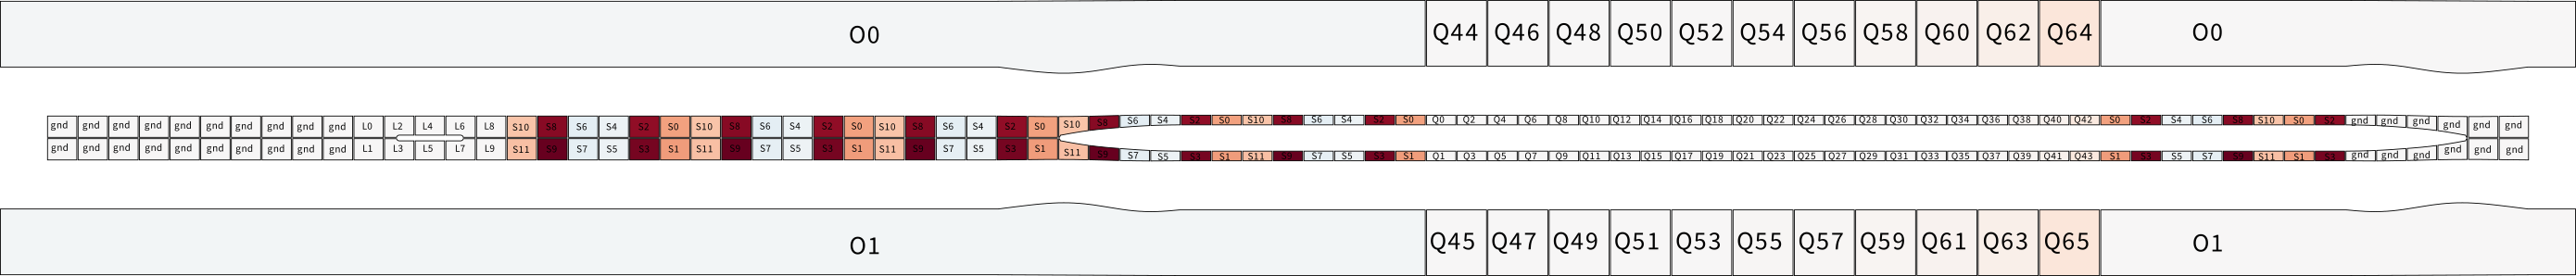 O0 Q44 Q46 Q48 Q50 Q52 Q54 Q56 Q58 Q60 Q62 Q64 O0
gnd gnd gnd gnd gnd gnd gnd gnd gnd gnd L0 L2 L4 L6 L8 S10 S8 S6 S4 S2 S0 S10 S8 S6 S4 S2 S0 S10 S8 S6 S4 S2 S0 S10 S8 S6 S4 S2 S0 S10 S8 S6 S4 S2 S0 Q0 Q2 Q4 Q6 Q8 Q10 Q12 Q14 Q16 Q18 Q20 Q22 Q24 Q26 Q28 Q30 Q32 Q34 Q36 Q38 Q40 Q42 S0 S2 S4 S6 S8 S10 S0 S2 gnd gnd gnd gnd gnd gnd
gnd gnd gnd gnd gnd gnd gnd gnd gnd gnd L1 L3 L5 L7 L9 S11 S9 S7 S5 S3 S1 S11 S9 S7 S5 S3 S1 S11 S9 S7 S5 S3 S1 S11 S9 S7 S5 S3 S1 S11 S9 S7 S5 S3 S1 Q1 Q3 Q5 Q7 Q9 Q11 Q13 Q15 Q17 Q19 Q21 Q23 Q25 Q27 Q29 Q31 Q33 Q35 Q37 Q39 Q41 Q43 S1 S3 S5 S7 S9 S11 S1 S3 gnd gnd gnd gnd gnd gnd
O1 Q45 Q47 Q49 Q51 Q53 Q55 Q57 Q59 Q61 Q63 Q65 O1